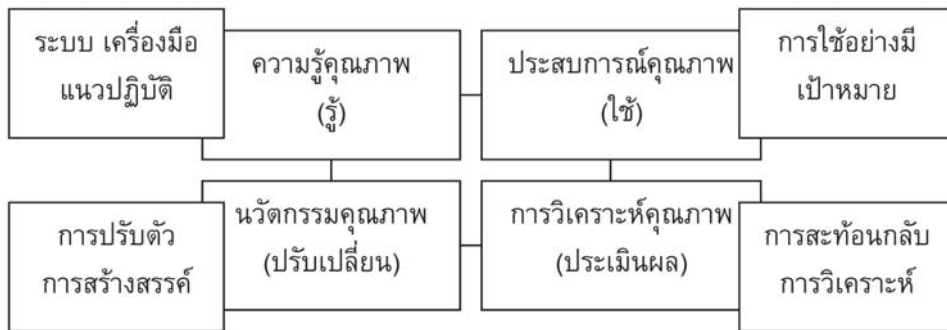 ระบบ เครื่องมือ
แนวปฏิบัติ
ความรู้คุณภาพ
(รู้)
ประสบการณ์คุณภาพ
(ใช้)
การใช้อย่างมี
เป้าหมาย
การปรับตัว
การสร้างสรรค์
นวัตกรรมคุณภาพ
(ปรับเปลี่ยน)
การวิเคราะห์คุณภาพ
(ประเมินผล)
การสะท้อนกลับ
การวิเคราะห์